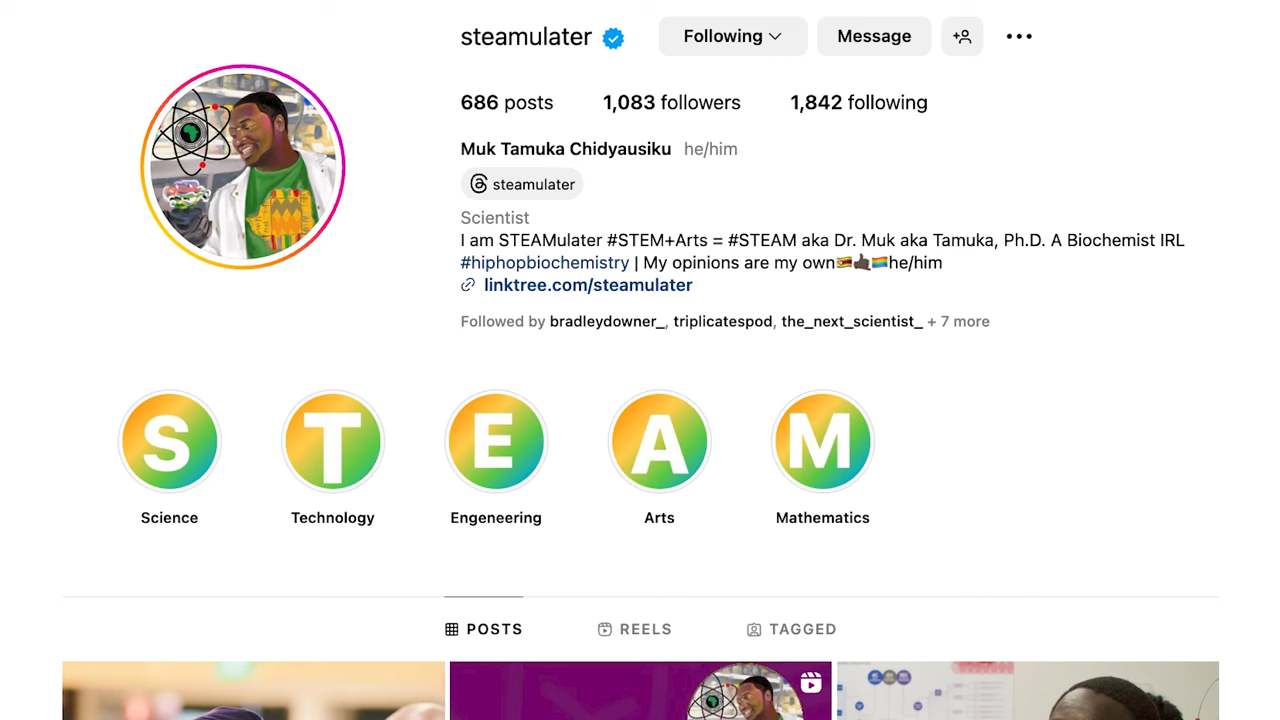 steamulater
Following
Message
686 posts
1,083 followers
1,842 following
Muk Tamuka Chidyausiku he/him
steamulater
Scientist
I am STEAMulater #STEM+Arts = #STEAM aka Dr. Muk aka Tamuka, Ph.D. A Biochemist IRL
#hiphopbiochemistry | My opinions are my own🇿🇼👍🏿🏳️‍🌈he/him
linktree.com/steamulater
Followed by bradleydowner_, triplicatespod, the_next_scientist_ + 7 more
S
T
E
A
M
Science
Technology
Engeneering
Arts
Mathematics
POSTS
REELS
TAGGED